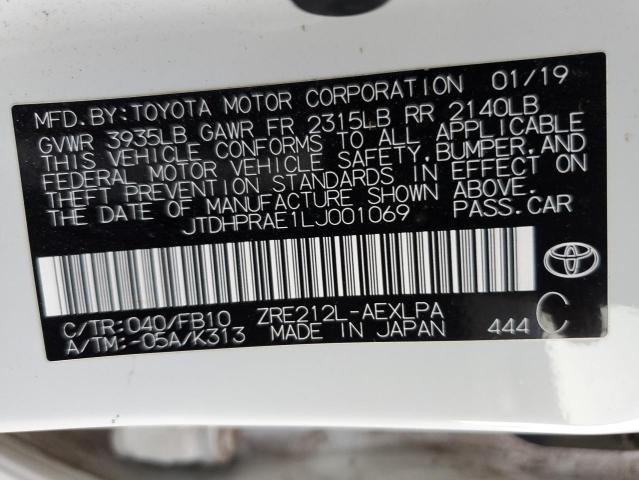 MFD.BY:TOYOTA MOTOR CORPORATION 01/19
GVWR 3935LB GAWR FR 2315LB RR 2140LB
THIS VEHICLE CONFORMS TO ALL APPLICABLE
FEDERAL MOTOR VEHICLE SAFETY,BUMPER,AND
THEFT PREVENTION STANDARDS IN EFFECT ON
THE DATE OF MANUFACTURE SHOWN ABOVE.
JTDHPRAE1LJ001069 PASS.CAR
C/TR:040/FB10 ZRE212L-AEXLPA
A/TM:-05A/K313 MADE IN JAPAN 444 C